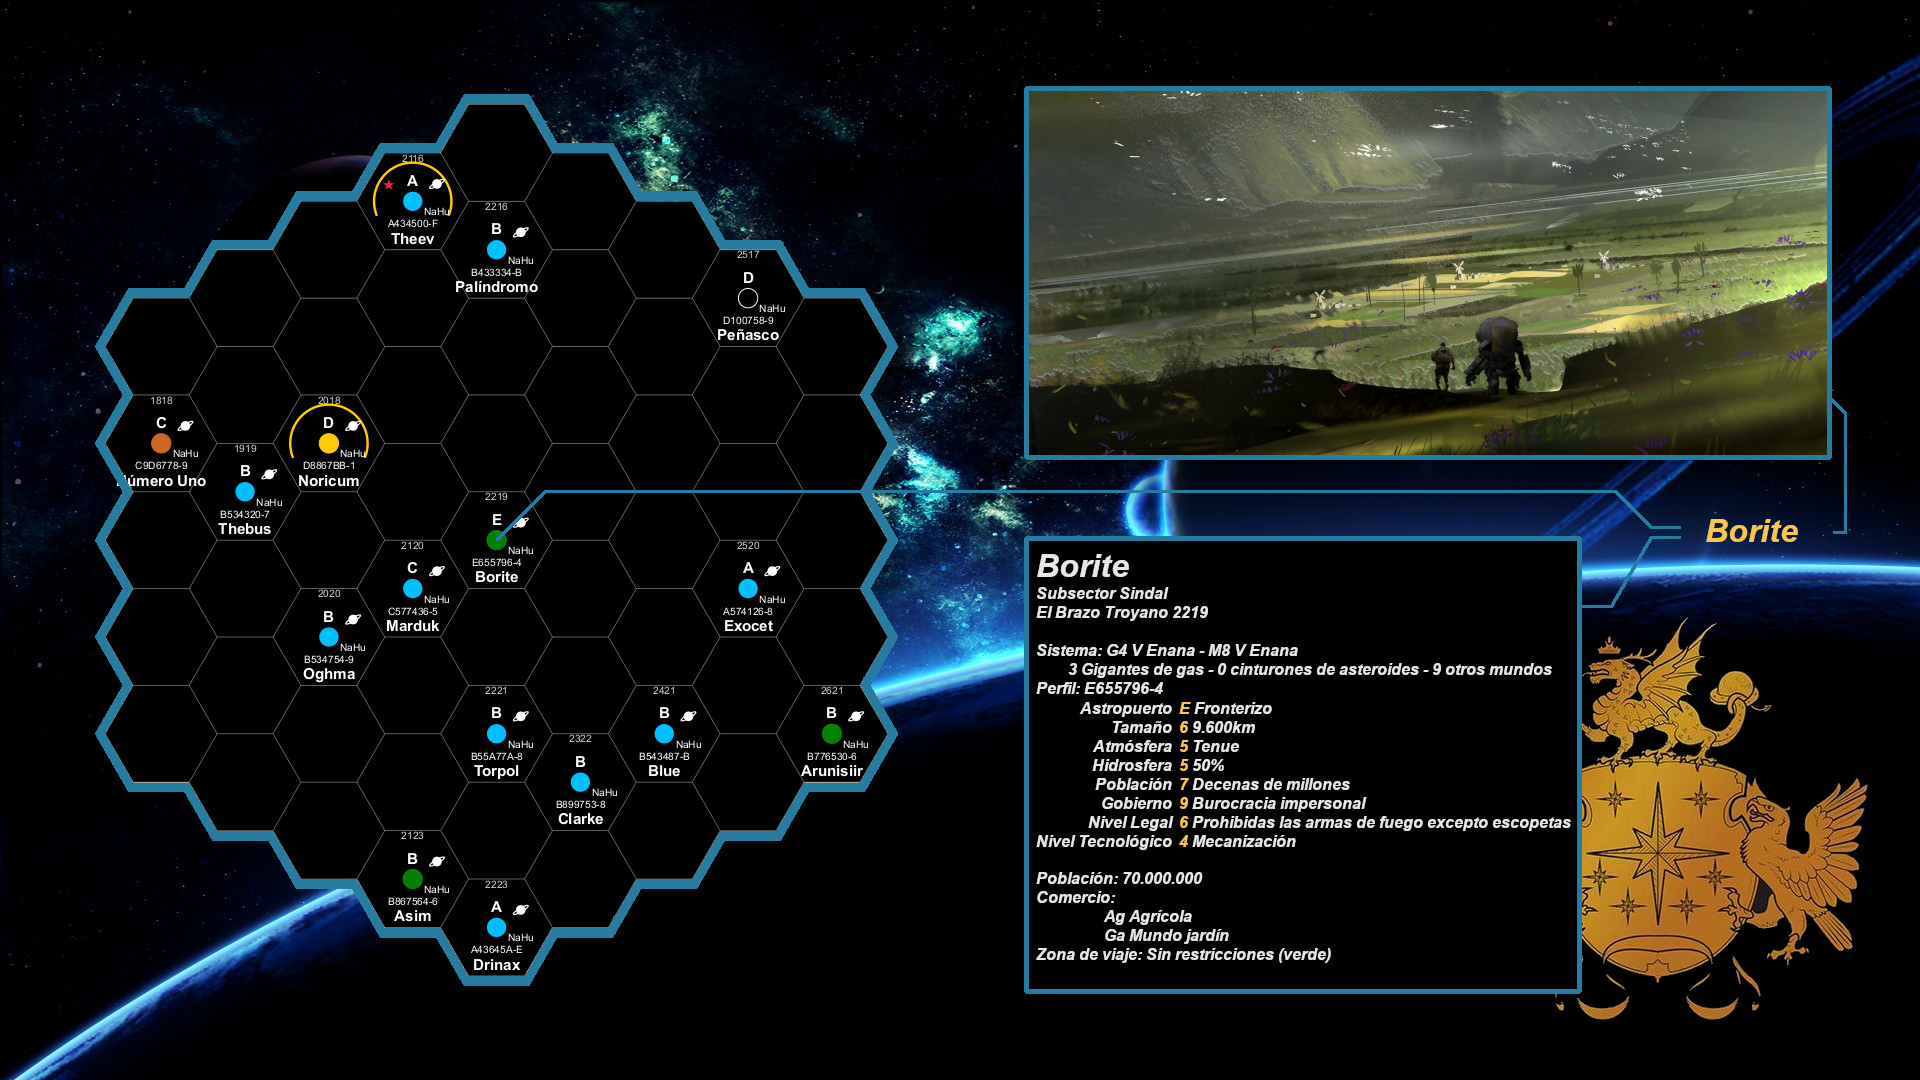 2116
A
NaHu
A434500-F
Theev
2216
B
NaHu
B433334-B
Palíndromo
2517
D
NaHu
D100758-9
Peñasco
1818
C
NaHu
C9D6778-9
Número Uno
2018
D
NaHu
D8867BB-1
Noricum
1919
B
NaHu
B534320-7
Thebus
2219
E
NaHu
E655796-4
Borite
2120
C
NaHu
C577436-5
Marduk
2520
A
NaHu
A574126-8
Exocet
2020
B
NaHu
B534754-9
Oghma
2221
B
NaHu
B55A77A-8
Torpol
2421
B
NaHu
B543487-B
Blue
2621
B
NaHu
B776530-6
Arunisiir
2322
B
NaHu
B899753-8
Clarke
2123
B
NaHu
B867564-6
Asim
2223
A
NaHu
A43645A-E
Drinax
Borite
Borite
Subsector Sindal
El Brazo Troyano 2219
Sistema: G4 V Enana - M8 V Enana
3 Gigantes de gas - 0 cinturones de asteroides - 9 otros mundos
Perfil: E655796-4
Astropuerto E Fronterizo
Tamaño 6 9.600km
Atmósfera 5 Tenue
Hidrosfera 5 50%
Población 7 Decenas de millones
Gobierno 9 Burocracia impersonal
Nivel Legal 6 Prohibidas las armas de fuego excepto escopetas
Nivel Tecnológico 4 Mecanización
Población: 70.000.000
Comercio:
Ag Agrícola
Ga Mundo jardín
Zona de viaje: Sin restricciones (verde)